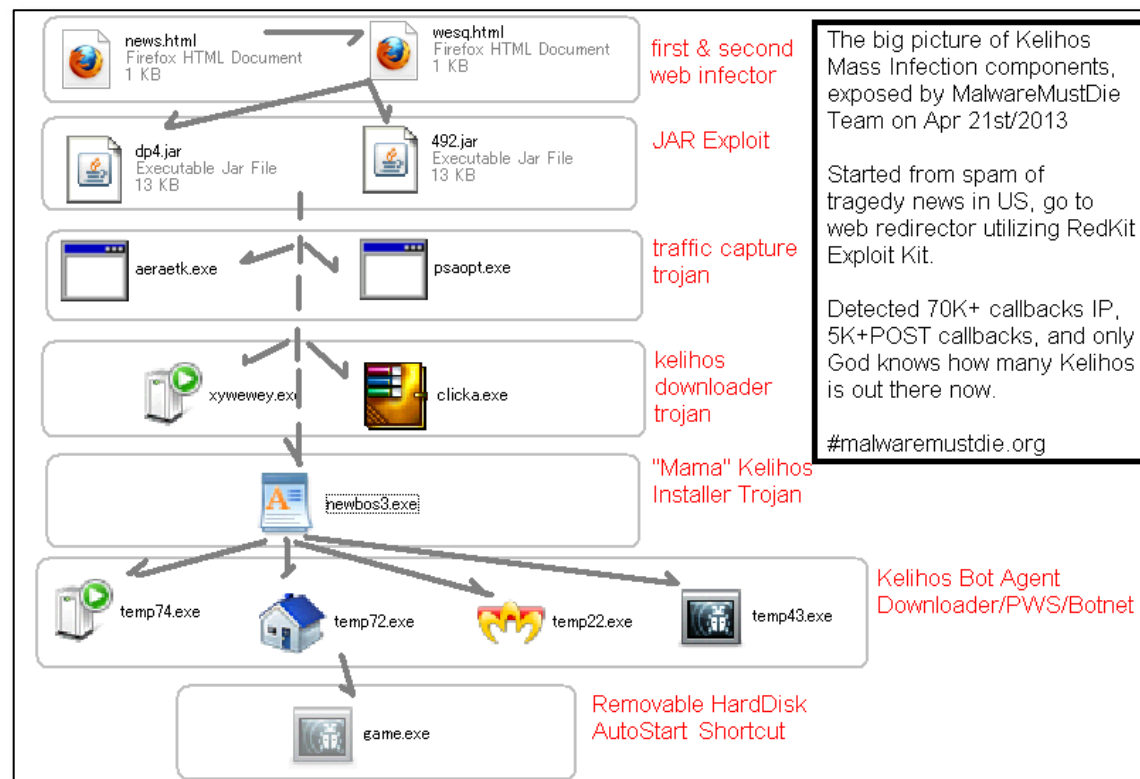 news.html
Firefox HTML Document
1 KB
wesq.html
Firefox HTML Document
1 KB
first & second
web infector
dp4.jar
Executable Jar File
13 KB
492.jar
Executable Jar File
13 KB
JAR Exploit
aeraetk.exe
psaopt.exe
traffic capture
trojan
xywewey.exe
clicka.exe
kelihos
downloader
trojan
newbos3.exe
"Mama" Kelihos
Installer Trojan
temp74.exe
temp72.exe
temp22.exe
temp43.exe
Kelihos Bot Agent
Downloader/PWS/Botnet
game.exe
Removable HardDisk
AutoStart Shortcut
The big picture of Kelihos
Mass Infection components,
exposed by MalwareMustDie
Team on Apr 21st/2013
Started from spam of
tragedy news in US, go to
web redirector utilizing RedKit
Exploit Kit.
Detected 70K+ callbacks IP,
5K+POST callbacks, and only
God knows how many Kelihos
is out there now.
#malwaremustdie.org